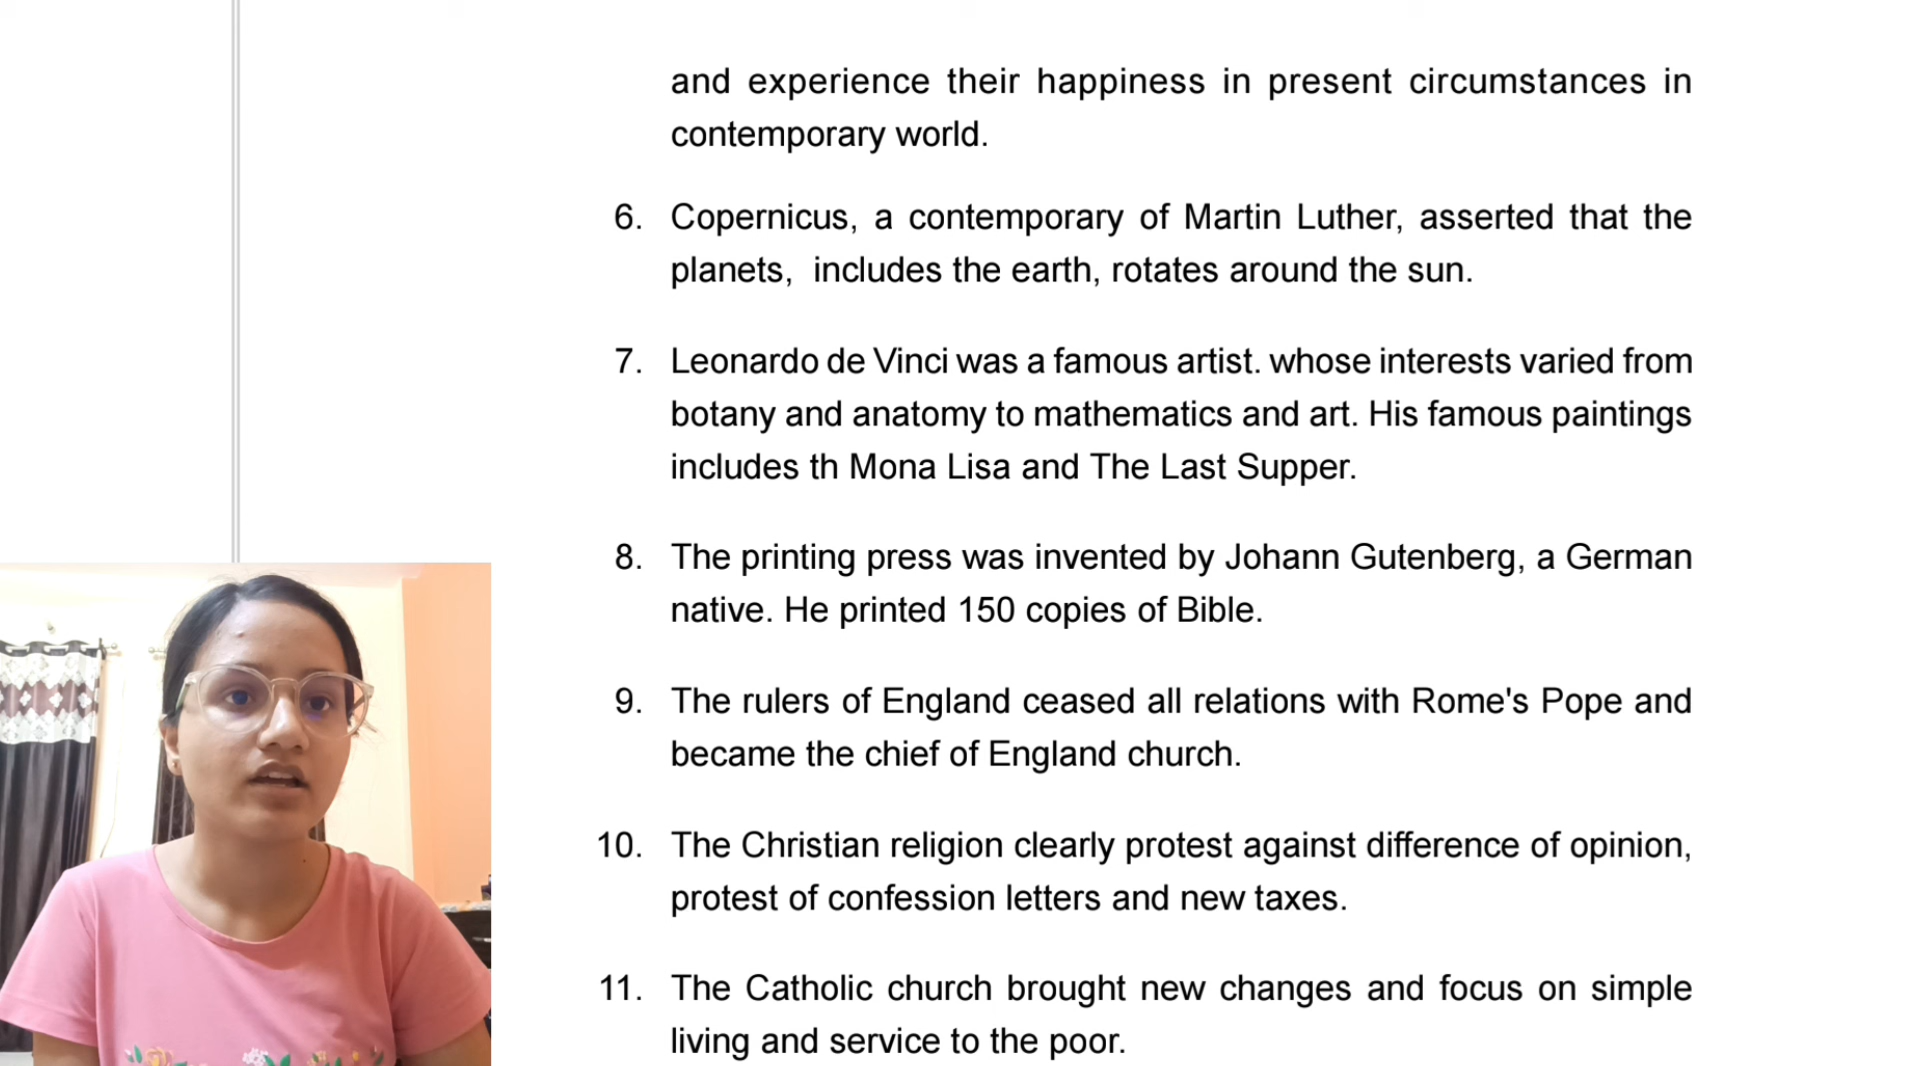 and experience their happiness in present circumstances in
contemporary world.
6. Copernicus, a contemporary of Martin Luther, asserted that the
planets, includes the earth, rotates around the sun.
7. Leonardo de Vinci was a famous artist. whose interests varied from
botany and anatomy to mathematics and art. His famous paintings
includes th Mona Lisa and The Last Supper.
8. The printing press was invented by Johann Gutenberg, a German
native. He printed 150 copies of Bible.
9. The rulers of England ceased all relations with Rome's Pope and
became the chief of England church.
10. The Christian religion clearly protest against difference of opinion,
protest of confession letters and new taxes.
11. The Catholic church brought new changes and focus on simple
living and service to the poor.